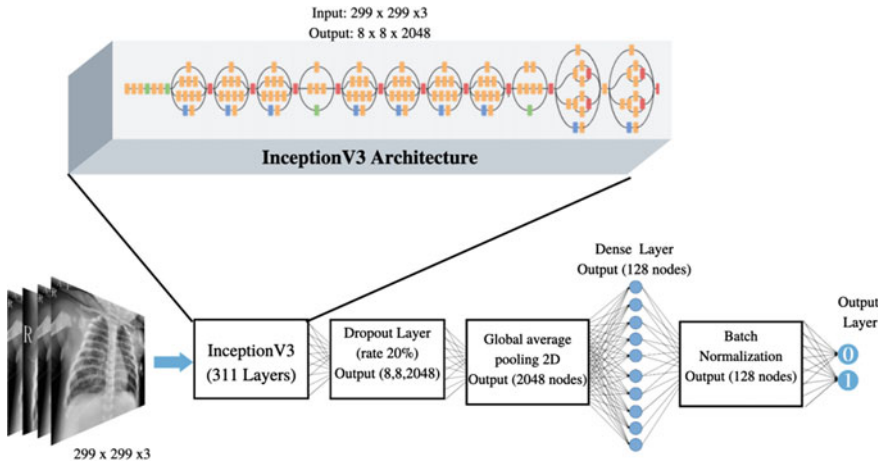 Input: 299 x 299 x3
Output: 8 x 8 x 2048
InceptionV3 Architecture
Dense Layer
Output (128 nodes)
Output
Layer
InceptionV3
(311 Layers)
Dropout Layer
(rate 20%)
Output (8,8,2048)
Global average
pooling 2D
Output (2048 nodes)
Batch
Normalization
Output (128 nodes)
0
1
R
299 x 299 x3